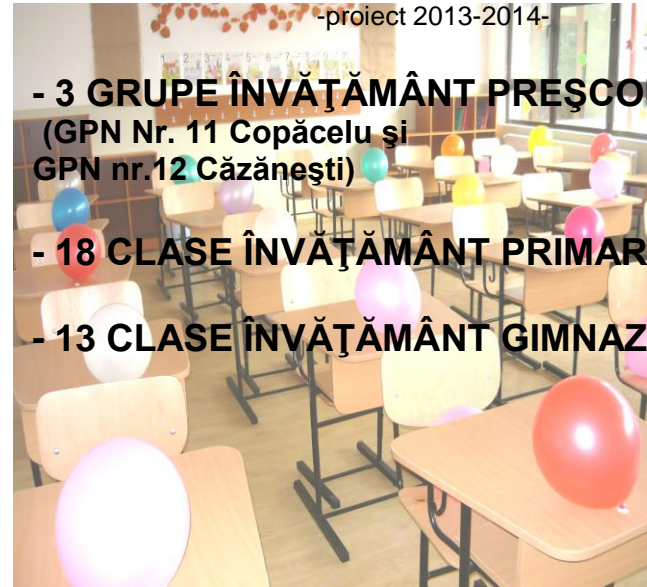 -proiect 2013-2014-
- 3 GRUPE ÎNVĂŢĂMÂNT PREŞCO
(GPN Nr. 11 Copăcelu şi
GPN nr.12 Căzăneşti)
- 18 CLASE ÎNVĂŢĂMÂNT PRIMAR
- 13 CLASE ÎNVĂŢĂMÂNT GIMNAZ